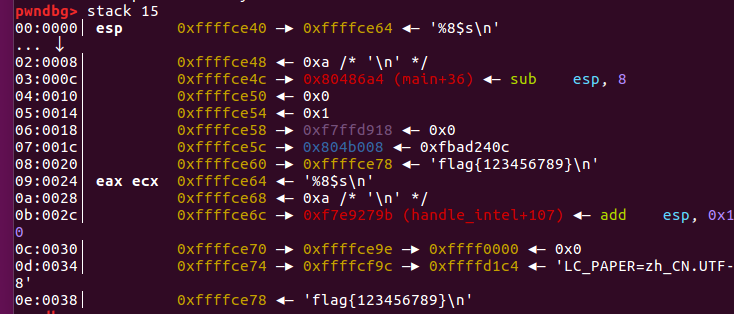 pwndbg> stack 15
00:0000│ esp 0xffffce40 —▸ 0xffffce64 ◂— '%8$s\n'
... ↓
02:0008│ 0xffffce48 ◂— 0xa /* '\n' */
03:000c│ 0xffffce4c —▸ 0x80486a4 (main+36) ◂— sub esp, 8
04:0010│ 0xffffce50 ◂— 0x0
05:0014│ 0xffffce54 ◂— 0x1
06:0018│ 0xffffce58 —▸ 0xf7ffd918 ◂— 0x0
07:001c│ 0xffffce5c —▸ 0x804b008 ◂— 0xfbad240c
08:0020│ 0xffffce60 —▸ 0xffffce78 ◂— 'flag{123456789}\n'
09:0024│ eax ecx 0xffffce64 ◂— '%8$s\n'
0a:0028│ 0xffffce68 ◂— 0xa /* '\n' */
0b:002c│ 0xffffce6c —▸ 0xf7e9279b (handle_intel+107) ◂— add esp, 0x1
0
0c:0030│ 0xffffce70 —▸ 0xffffce9e —▸ 0xffff0000 ◂— 0x0
0d:0034│ 0xffffce74 —▸ 0xffffcf9c —▸ 0xffffd1c4 ◂— 'LC_PAPER=zh_CN.UTF-
8'
0e:0038│ 0xffffce78 ◂— 'flag{123456789}\n'